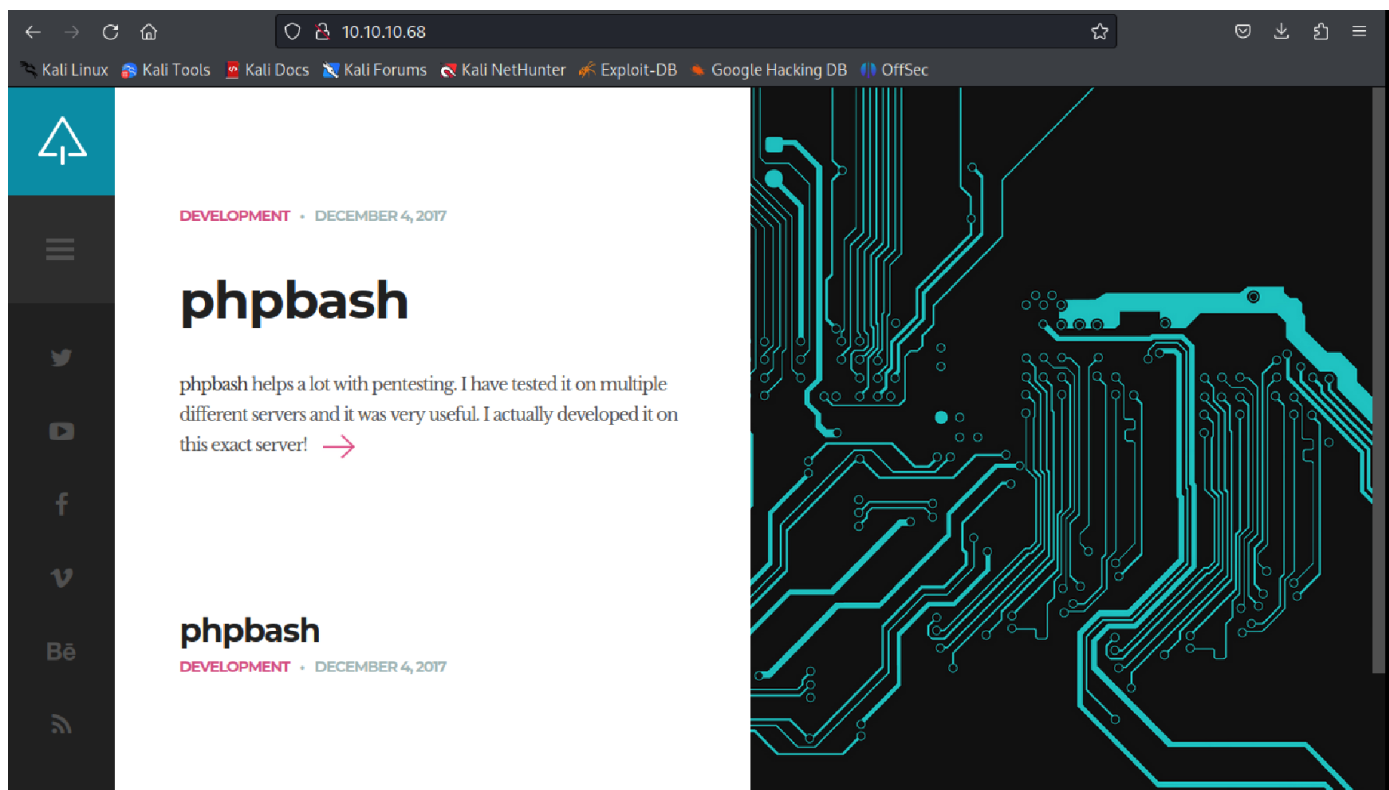 10.10.10.68
Kali Linux Kali Tools Kali Docs Kali Forums Kali NetHunter Exploit-DB Google Hacking DB OffSec
DEVELOPMENT • DECEMBER 4, 2017
phpbash
phpbash helps a lot with pentesting. I have tested it on multiple
different servers and it was very useful. I actually developed it on
this exact server!
phpbash
DEVELOPMENT • DECEMBER 4, 2017
Bē